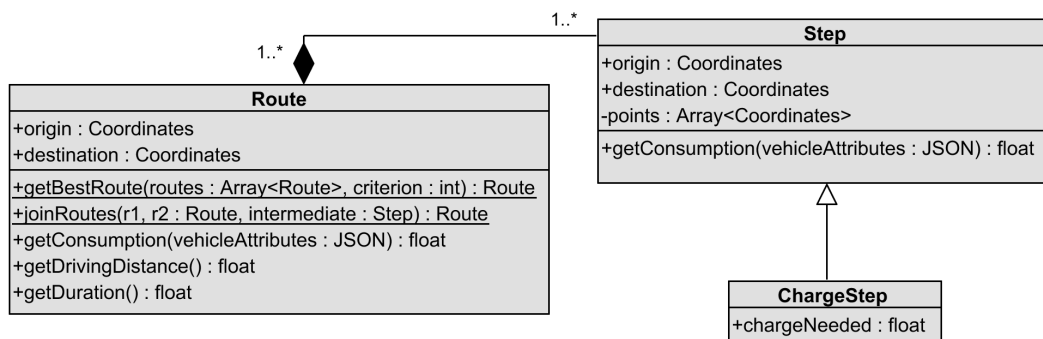 1..*
1..*
Step
+origin : Coordinates
+destination : Coordinates
-points : Array<Coordinates>
+getConsumption(vehicleAttributes : JSON) : float
Route
+origin : Coordinates
+destination : Coordinates
+getBestRoute(routes : Array<Route>, criterion : int) : Route
+joinRoutes(r1, r2 : Route, intermediate : Step) : Route
+getConsumption(vehicleAttributes : JSON) : float
+getDrivingDistance() : float
+getDuration() : float
ChargeStep
+chargeNeeded : float